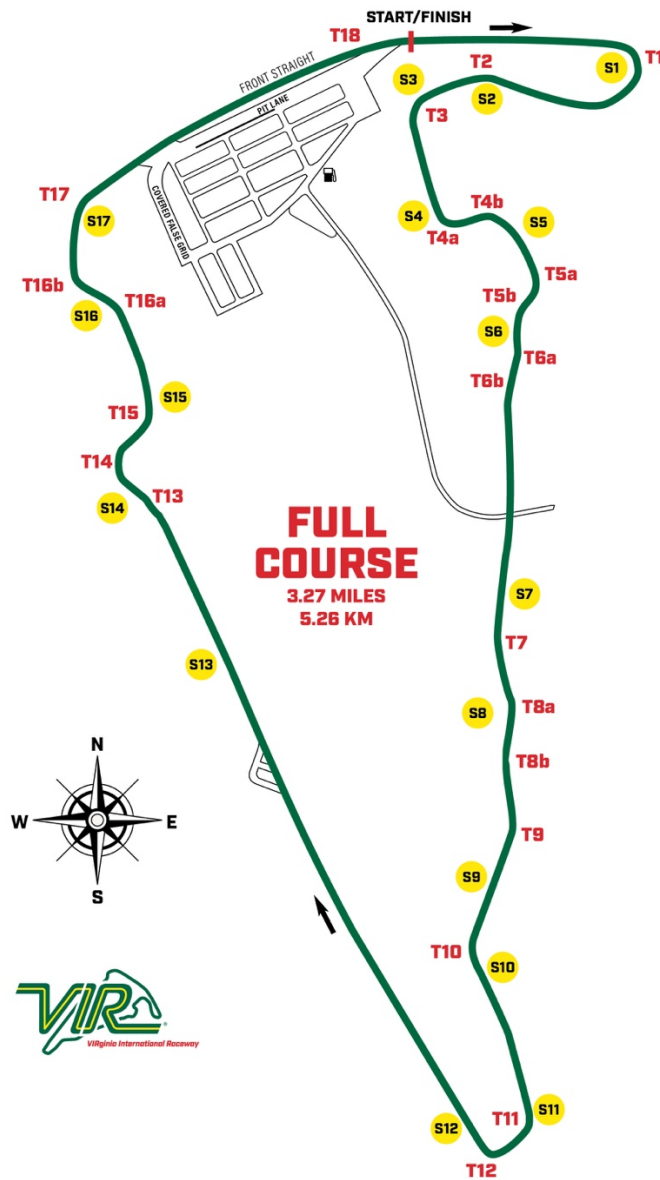 START/FINISH
T18
T1
S1
T2
S3
S2
FRONT STRAIGHT
PIT LANE
T3
T17
S17
COVERED FALSE GRID
S4
T4a
T4b
S5
T5a
T16b
T16a
T5b
S16
S6
T6a
T6b
S15
T15
T14
T13
S14
FULL
COURSE
3.27 MILES
5.26 KM
S7
T7
S13
S8
T8a
N
T8b
W
E
T9
S
S9
T10
S10
VIR
®
VIRginia International Raceway
S12
T11
S11
T12